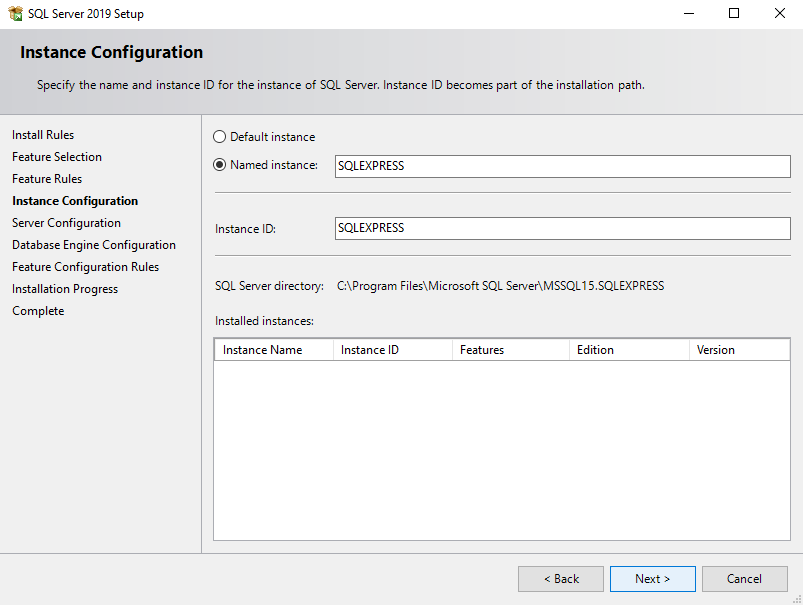 SQL Server 2019 Setup
Instance Configuration
Specify the name and instance ID for the instance of SQL Server. Instance ID becomes part of the installation path.
Install Rules
Feature Selection
Feature Rules
Instance Configuration
Server Configuration
Database Engine Configuration
Feature Configuration Rules
Installation Progress
Complete
Default instance
Named instance: SQLEXPRESS
Instance ID: SQLEXPRESS
SQL Server directory: C:\Program Files\Microsoft SQL Server\MSSQL15.SQLEXPRESS
Installed instances:
Instance Name Instance ID Features Edition Version
< Back Next > Cancel